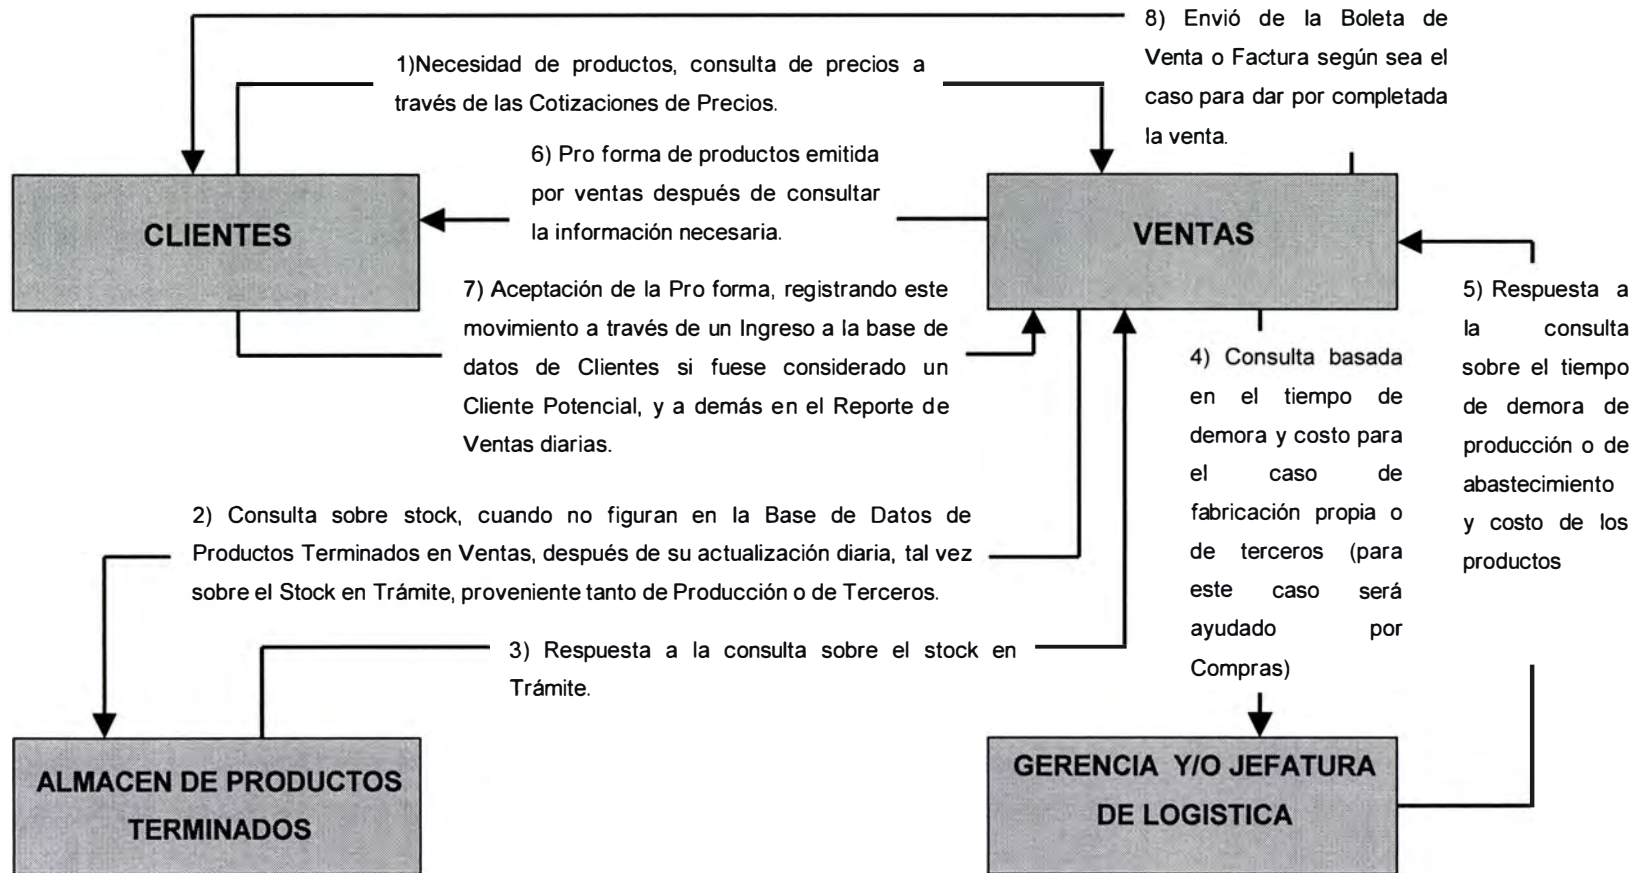 8) Envió de la Boleta de
Venta o Factura según sea el
caso para dar por completada
la venta.
1)Necesidad de productos, consulta de precios a
través de las Cotizaciones de Precios.
6) Pro forma de productos emitida
por ventas después de consultar
la información necesaria.
CLIENTES
VENTAS
7) Aceptación de la Pro forma, registrando este
movimiento a través de un Ingreso a la base de
datos de Clientes si fuese considerado un
Cliente Potencial, y a demás en el Reporte de
Ventas diarias.
4) Consulta basada
en el tiempo de
demora y costo para
el caso de
fabricación propia o
de terceros (para
este caso será
ayudado por
Compras)
5) Respuesta a
la consulta
sobre el tiempo
de demora de
producción o de
abastecimiento
y costo de los
productos
2) Consulta sobre stock, cuando no figuran en la Base de Datos de
Productos Terminados en Ventas, después de su actualización diaria, tal vez
sobre el Stock en Trámite, proveniente tanto de Producción o de Terceros.
3) Respuesta a la consulta sobre el stock en
Trámite.
ALMACEN DE PRODUCTOS
TERMINADOS
GERENCIA Y/O JEFATURA
DE LOGISTICA